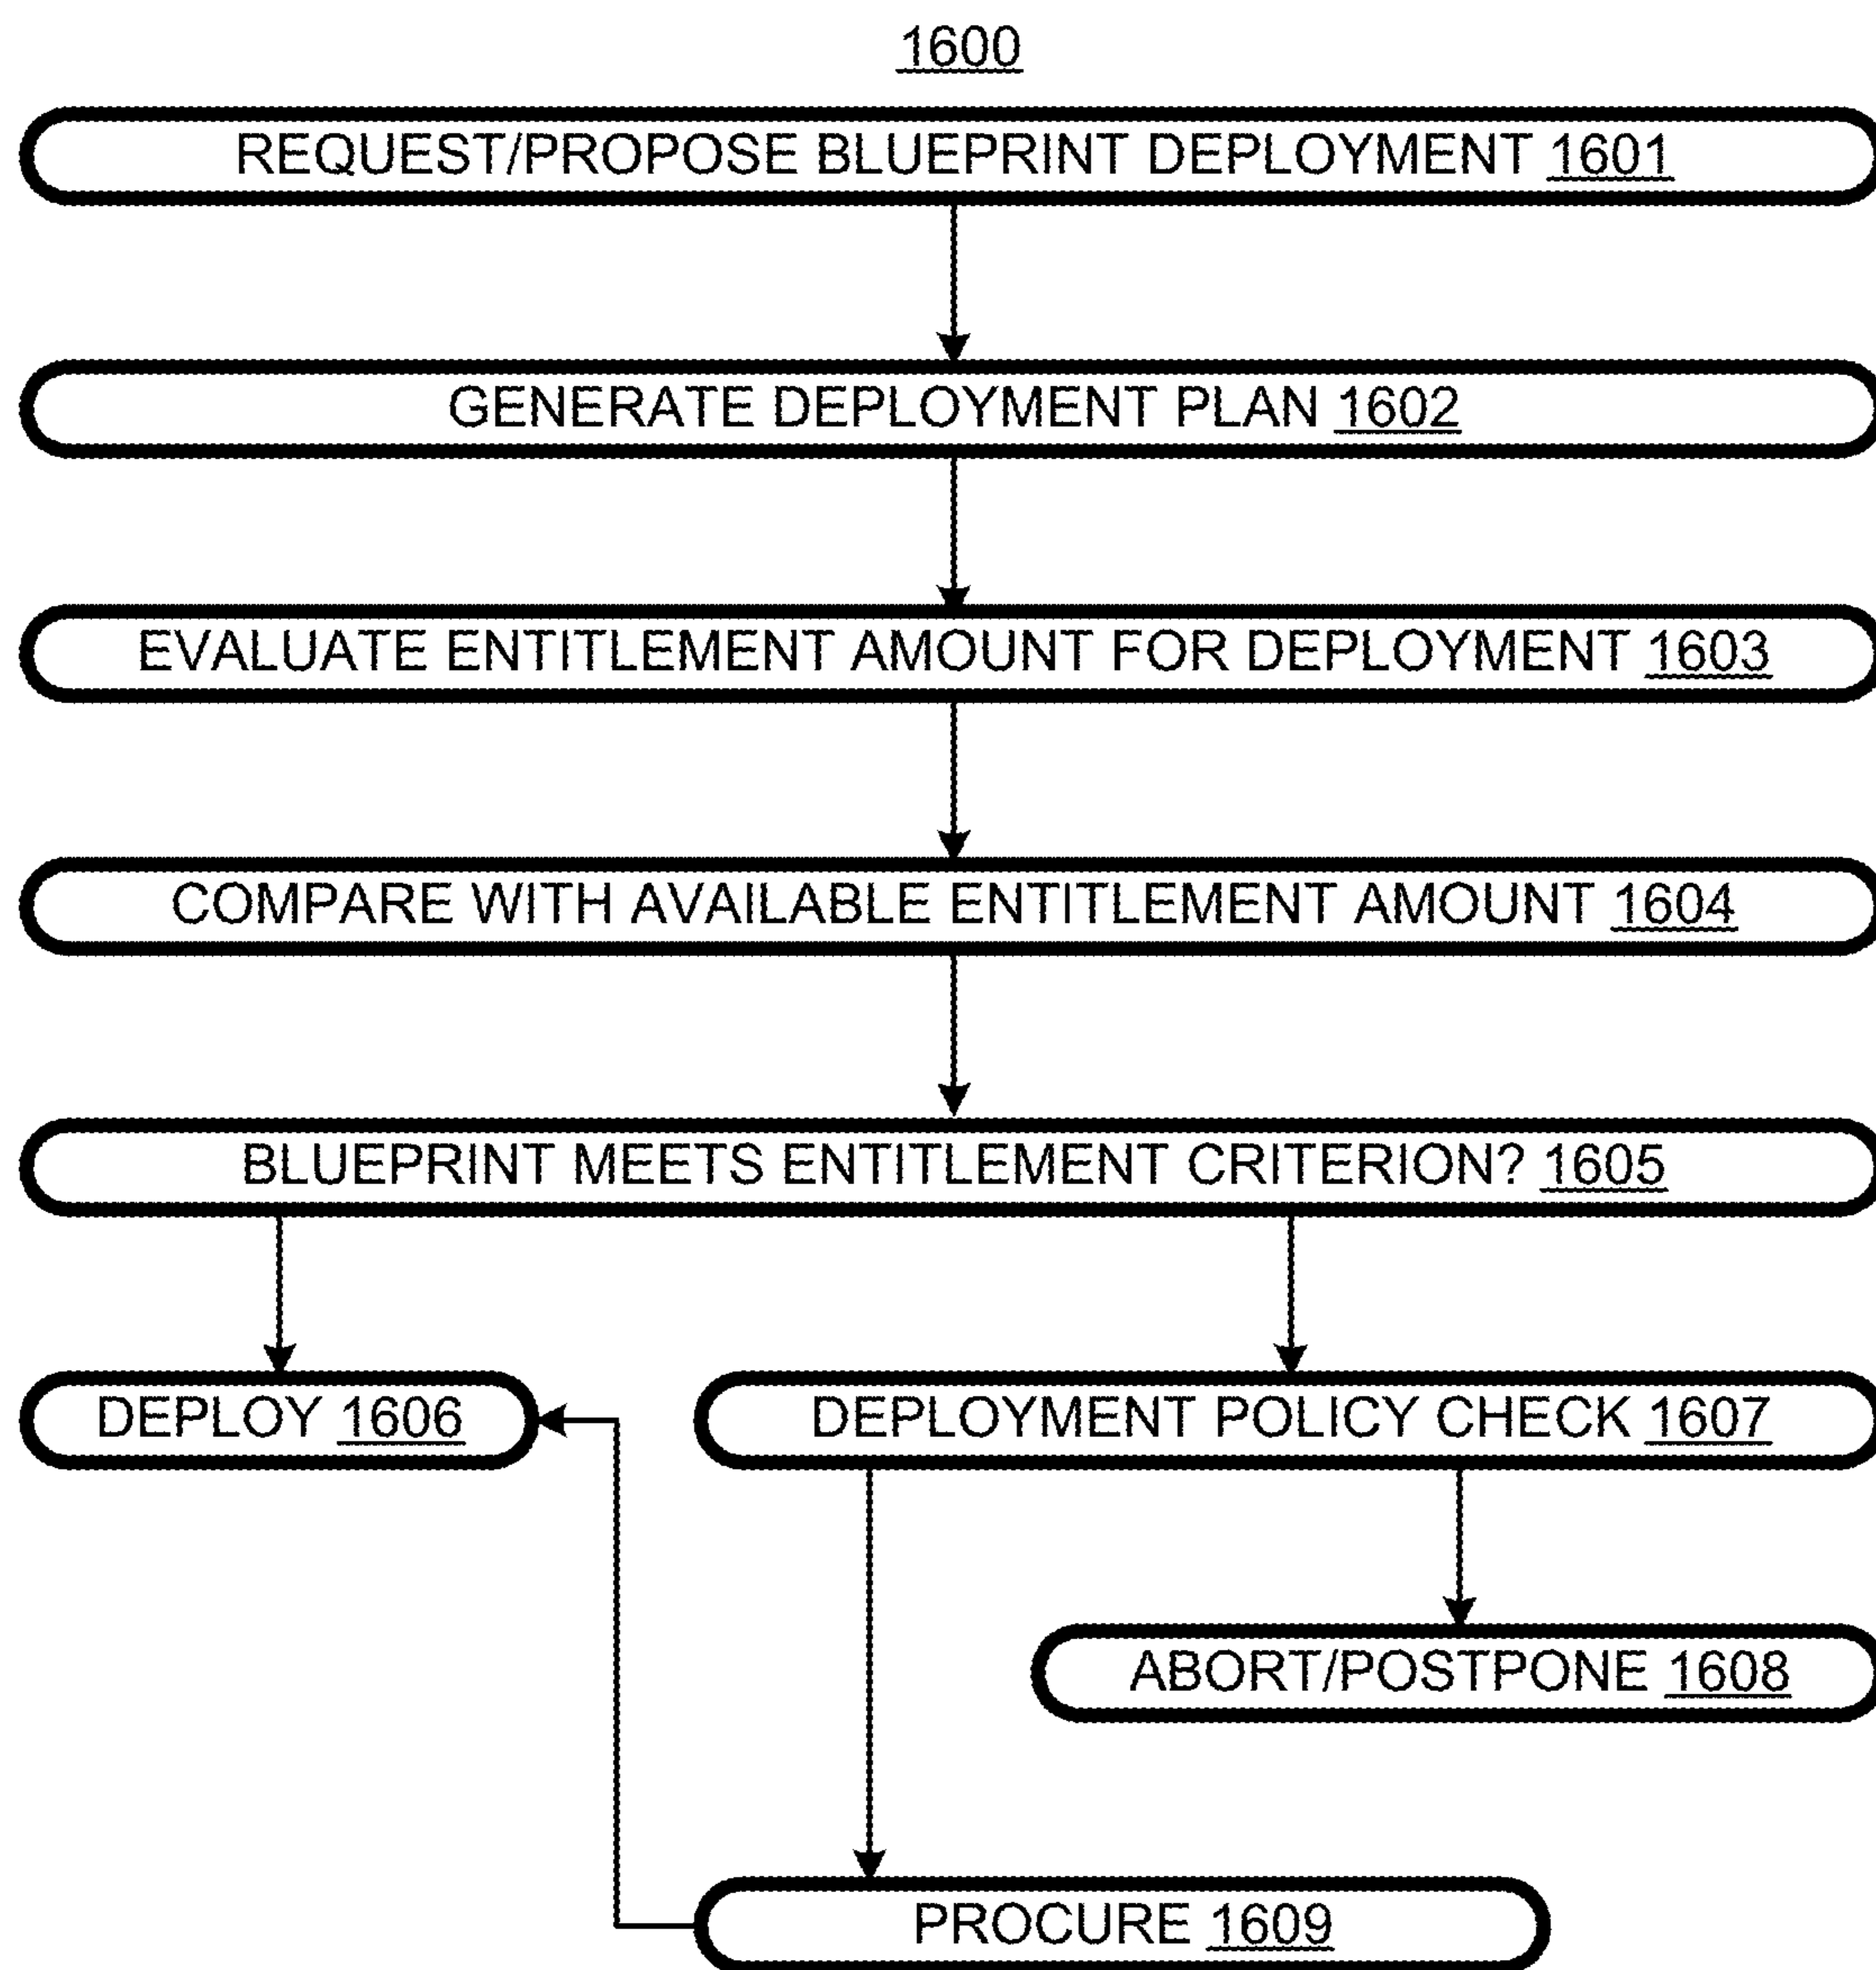 1600
REQUEST/PROPOSE BLUEPRINT DEPLOYMENT 1601
GENERATE DEPLOYMENT PLAN 1602
EVALUATE ENTITLEMENT AMOUNT FOR DEPLOYMENT 1603
COMPARE WITH AVAILABLE ENTITLEMENT AMOUNT 1604
BLUEPRINT MEETS ENTITLEMENT CRITERION? 1605
DEPLOY 1606
DEPLOYMENT POLICY CHECK 1607
ABORT/POSTPONE 1608
PROCURE 1609